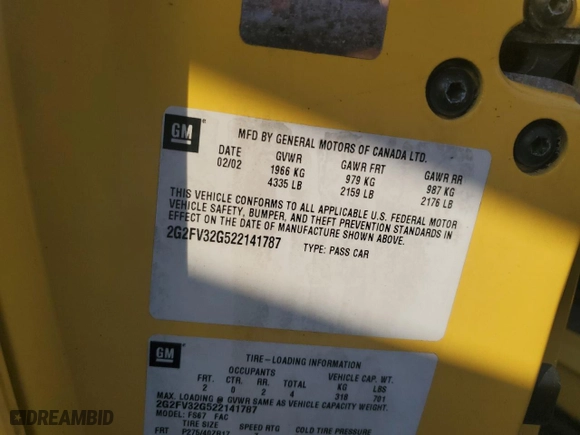 GM
MFD BY GENERAL MOTORS OF CANADA LTD.
DATE GVWR GAWR FRT GAWR RR
02/02 1966 KG 979 KG 987 KG
4335 LB 2159 LB 2176 LB
THIS VEHICLE CONFORMS TO ALL APPLICABLE U.S. FEDERAL MOTOR
VEHICLE SAFETY, BUMPER, AND THEFT PREVENTION STANDARDS IN
EFFECT ON THE DATE OF MANUFACTURE SHOWN ABOVE.
2G2FV32G522141787 TYPE: PASS CAR
GM
TIRE-LOADING INFORMATION
OCCUPANTS VEHICLE CAP. WT.
FRT. CTR. RR. TOTAL KG LBS
2 0 2 4 318 701
MAX. LOADING @ GVWR SAME AS VEHICLE CAPACITY WEIGHT.
2G2FV32G522141787
MODEL: FS67 FAC
TIRE SIZE SPEED RTG COLD TIRE PRESSURE
FRT P275/40ZR17
DREAMBID